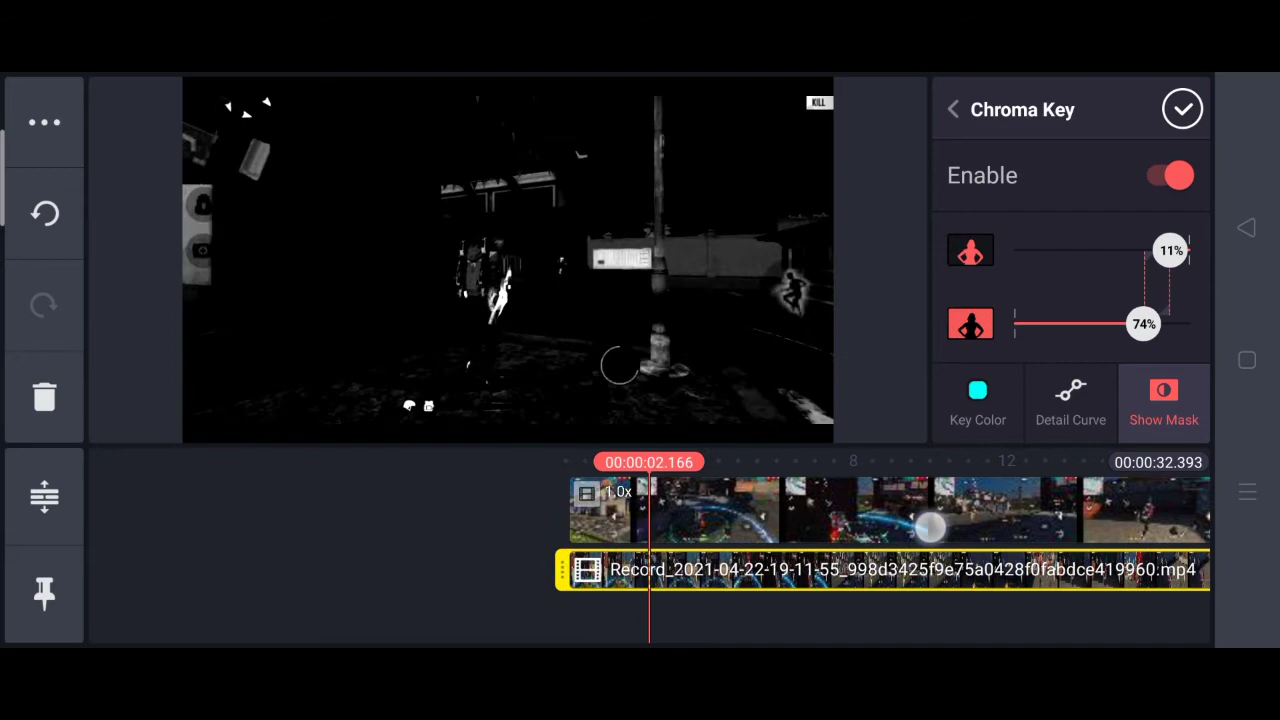 KILL
Chroma Key
Enable
11%
74%
Key Color
Detail Curve
Show Mask
00:00:02.166
8
12
00:00:32.393
1.0x
Record_2021-04-22-19-11-55_998d3425f9e75a0428f0fabdce419960.mp4